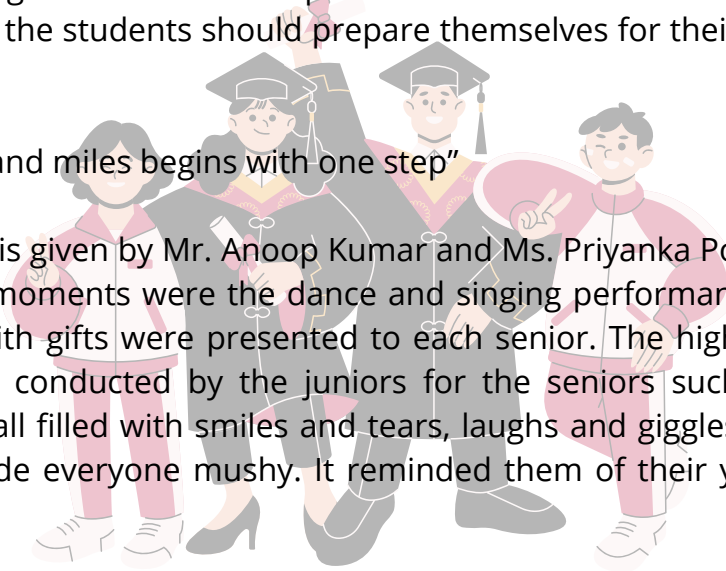 the students should prepare themselves for thei
and miles begins with one step”
is given by Mr. Anoop Kumar and Ms. Priyanka Po
moments were the dance and singing performan
ith gifts were presented to each senior. The high
conducted by the juniors for the seniors such
all filled with smiles and tears, laughs and giggles
de everyone mushy. It reminded them of their y